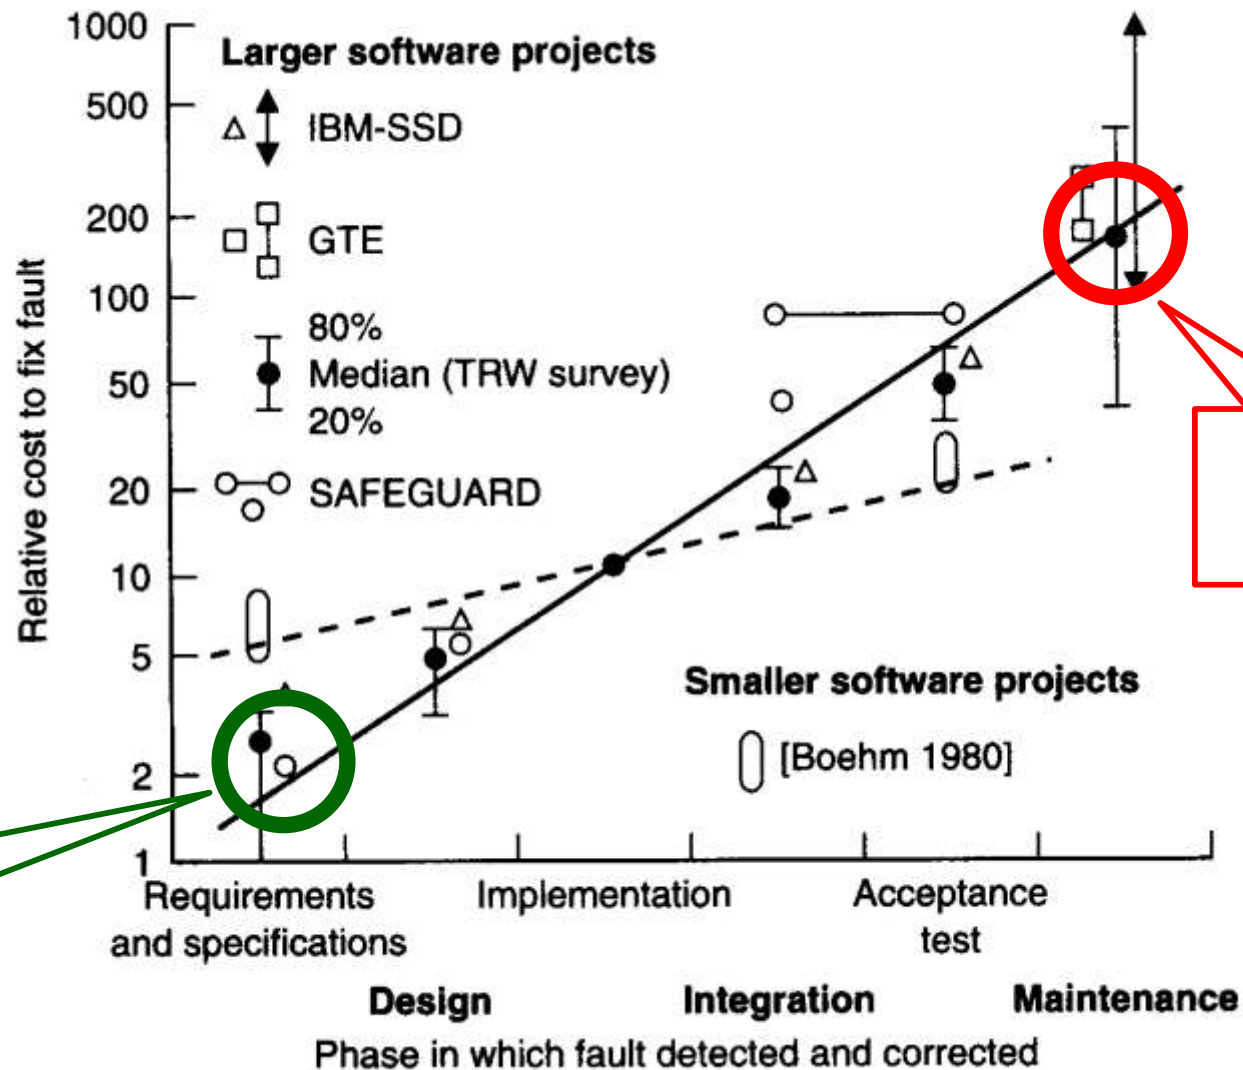 1000
500
200
100
50
20
10
5
2
1
Relative cost to fix fault
Larger software projects
IBM-SSD
GTE
80%
Median (TRW survey)
20%
SAFEGUARD
Smaller software projects
[Boehm 1980]
Requirements
and specifications
Design
Implementation
Integration
Acceptance
test
Maintenance
Phase in which fault detected and corrected